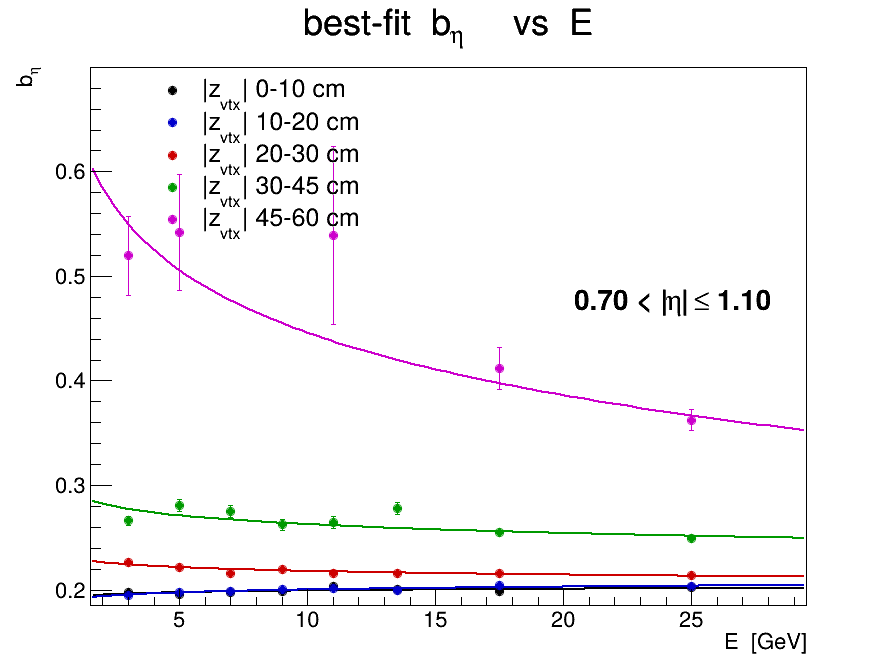 best-fit bη vs E
bη
|z_vtx| 0-10 cm
|z_vtx| 10-20 cm
|z_vtx| 20-30 cm
|z_vtx| 30-45 cm
|z_vtx| 45-60 cm
0.70 < |η| ≤ 1.10
0.6
0.5
0.4
0.3
0.2
5 10 15 20 25
E [GeV]